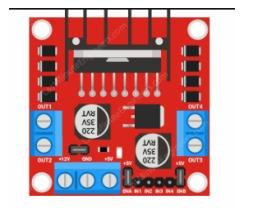 OUT1
OUT4
220
35V
RVT
OUT2
+12V
GND
+5V
220
35V
RVT
OUT3
+5V
+5V
ENA IN1 IN2 IN3 IN4 ENB